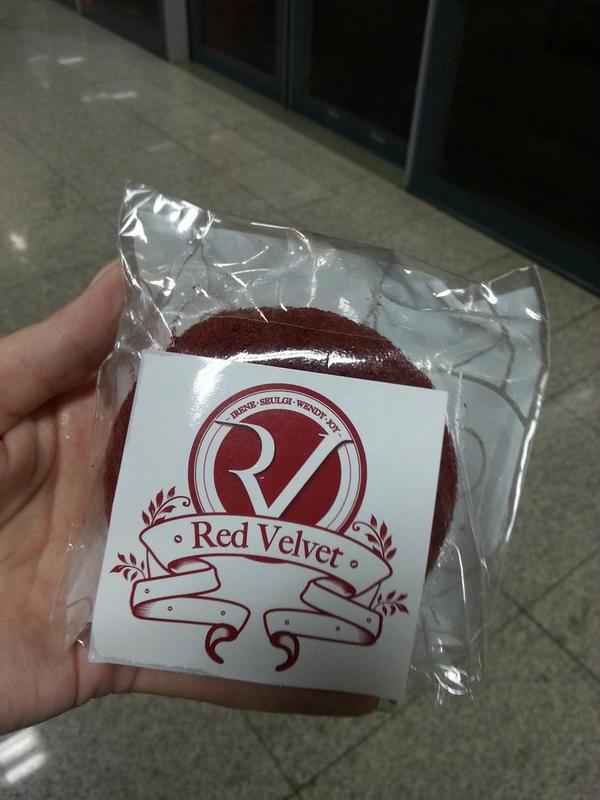 - IRENE · SEULGI · WENDY · JOY -
RV
Red Velvet